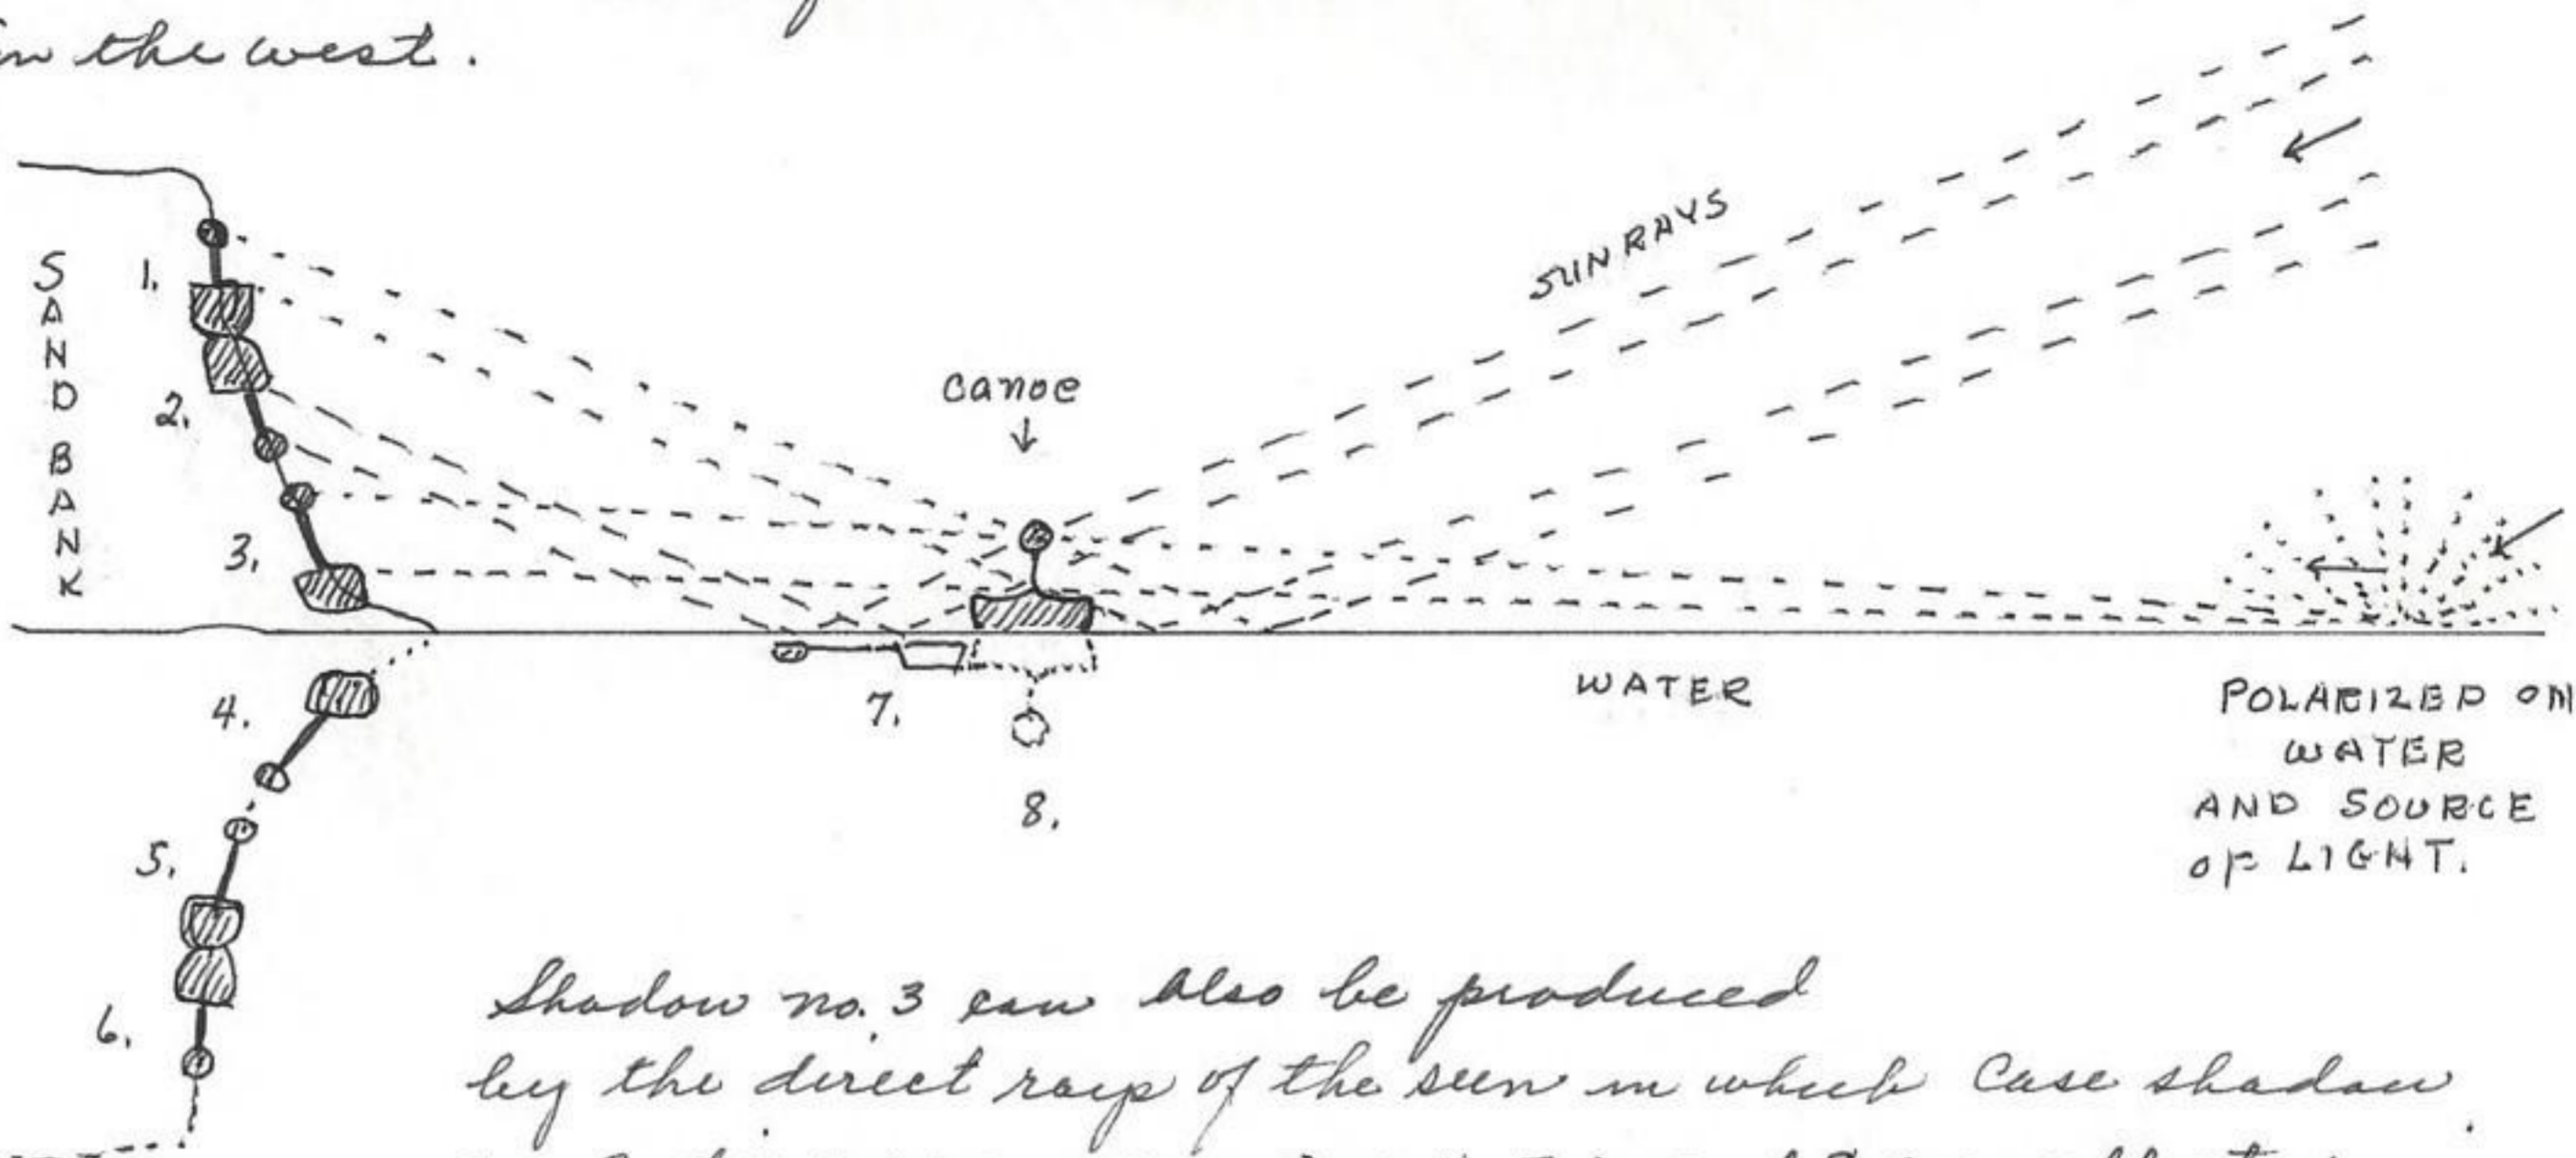 in the west.
SAND BANK
1.
2.
3.
4.
5.
6.
7.
8.
canoe
SUN RAYS
WATER
POLARIZED ON
WATER
AND SOURCE
OF LIGHT.
Shadow no. 3 can also be produced
by the direct rays of the sun in which case shadow